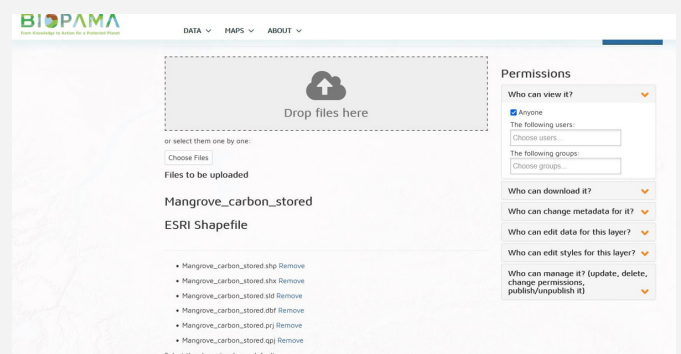 BIOPAMA
From Knowledge to Action for a Protected Planet
DATA MAPS ABOUT
Drop files here
or select them one by one:
Choose Files
Files to be uploaded
Mangrove_carbon_stored
ESRI Shapefile
• Mangrove_carbon_stored.shp Remove
• Mangrove_carbon_stored.shx Remove
• Mangrove_carbon_stored.sld Remove
• Mangrove_carbon_stored.dbf Remove
• Mangrove_carbon_stored.prj Remove
• Mangrove_carbon_stored.qpj Remove
Permissions
Who can view it?
Anyone
The following users:
Choose users...
The following groups:
Choose groups...
Who can download it?
Who can change metadata for it?
Who can edit data for this layer?
Who can edit styles for this layer?
Who can manage it? (update, delete,
change permissions,
publish/unpublish it)